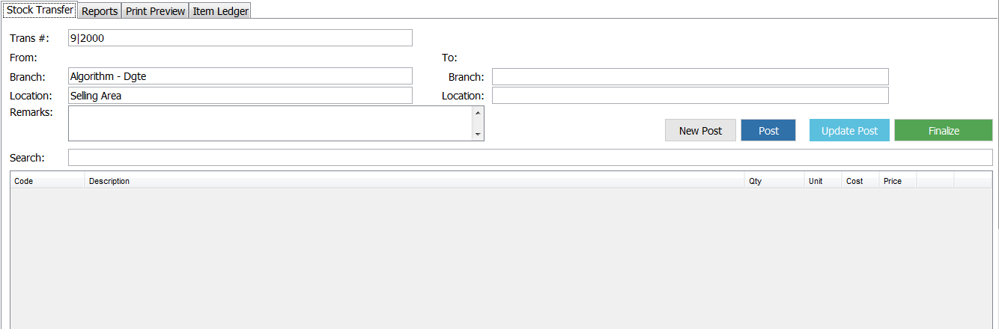 Stock Transfer Reports Print Preview Item Ledger
Trans #: 9|2000
From: To:
Branch: Algorithm - Dgte Branch:
Location: Selling Area Location:
Remarks:
New Post Post Update Post Finalize
Search:
Code Description Qty Unit Cost Price